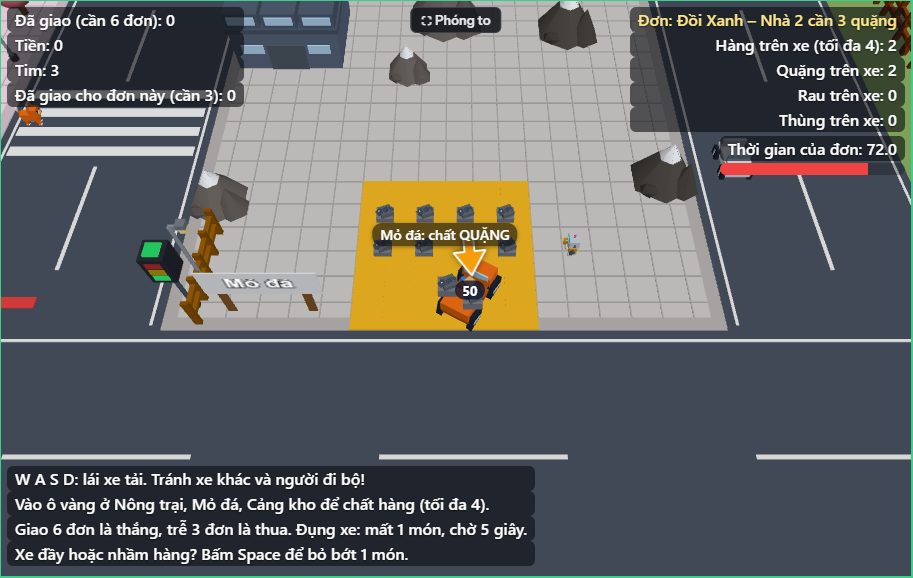 Đã giao (cần 6 đơn): 0
Tiền: 0
Tim: 3
Đã giao cho đơn này (cần 3): 0
Phóng to
Đơn: Đồi Xanh – Nhà 2 cần 3 quặng
Hàng trên xe (tối đa 4): 2
Quặng trên xe: 2
Rau trên xe: 0
Thùng trên xe: 0
Thời gian của đơn: 72.0
Mỏ đá: chất QUẶNG
Mỏ đá
50
W A S D: lái xe tải. Tránh xe khác và người đi bộ!
Vào ô vàng ở Nông trại, Mỏ đá, Cảng kho để chất hàng (tối đa 4).
Giao 6 đơn là thắng, trễ 3 đơn là thua. Đụng xe: mất 1 món, chờ 5 giây.
Xe đầy hoặc nhầm hàng? Bấm Space để bỏ bớt 1 món.